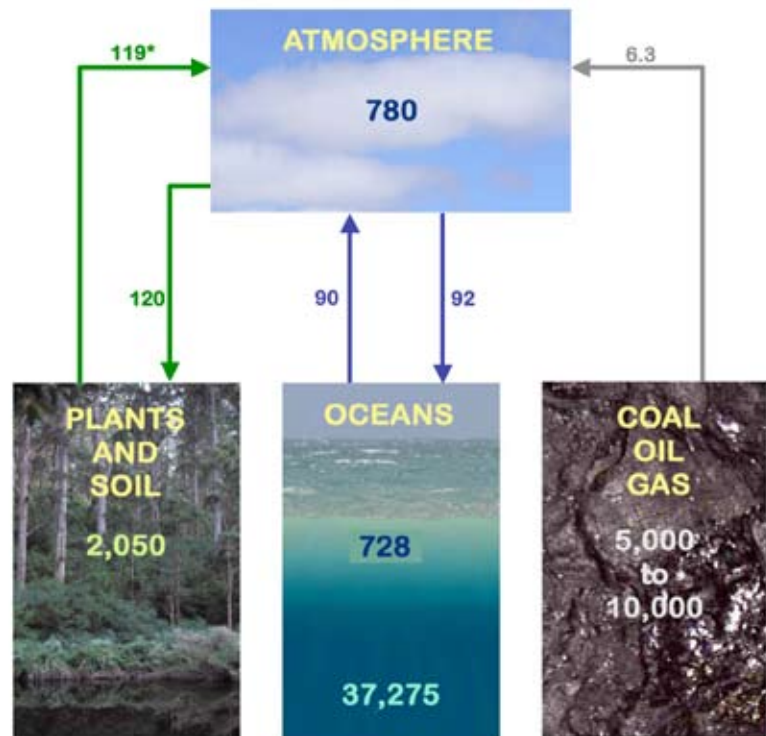 ATMOSPHERE
119*
6.3
780
120
90
92
PLANTS
AND
SOIL
2,050
OCEANS
728
37,275
COAL
OIL
GAS
5,000
to
10,000